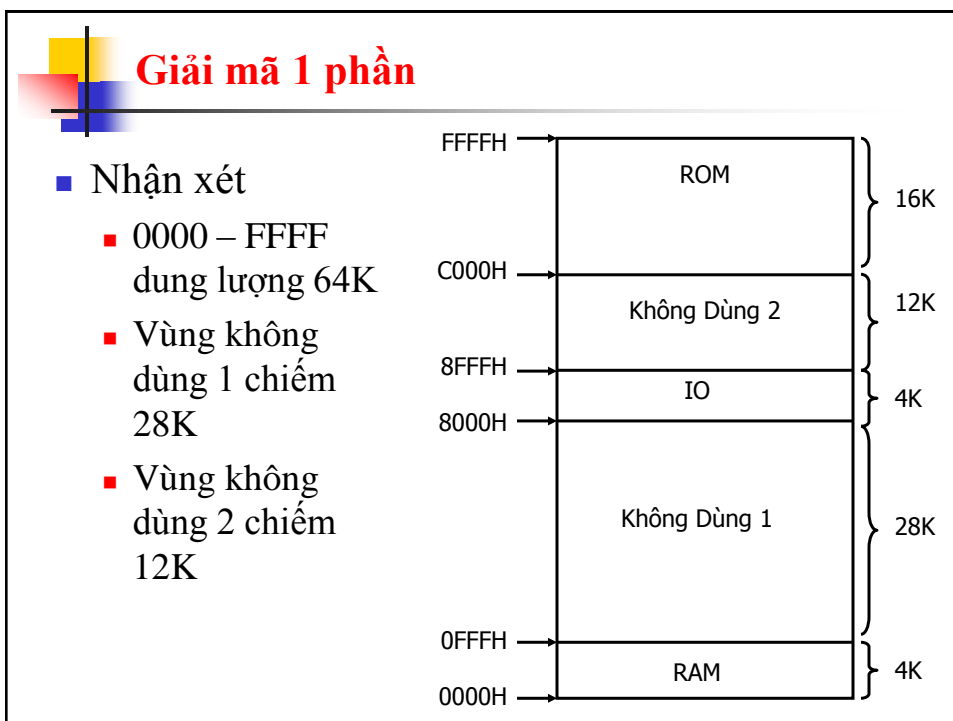 Giải mã 1 phần
Nhận xét
0000 – FFFF
dung lượng 64K
Vùng không
dùng 1 chiếm
28K
Vùng không
dùng 2 chiếm
12K
FFFFH
ROM
16K
C000H
Không Dùng 2
12K
8FFFH
IO
4K
8000H
Không Dùng 1
28K
0FFFH
RAM
4K
0000H